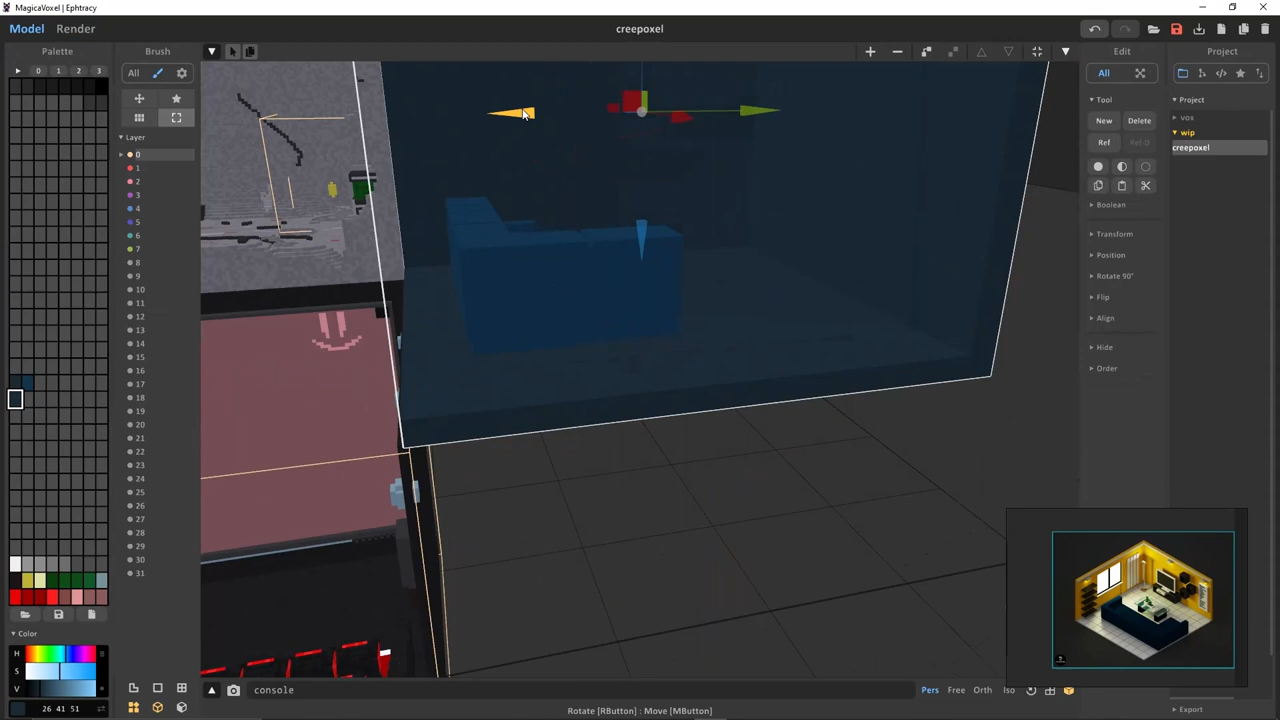 MagicaVoxel | Ephtracy
Model
Render
creepoxel
Palette
Brush
Edit
Project
0
1
2
3
All
All
Layer
0
1
2
3
4
5
6
7
8
9
10
11
12
13
14
15
16
17
18
19
20
21
22
23
24
25
26
27
28
29
30
31
Tool
New
Delete
Ref
Ref-D
Boolean
Transform
Position
Rotate 90°
Flip
Align
Hide
Order
Project
vox
wip
creepoxel
Color
H
S
V
26 41 51
console
Pers
Free
Orth
Iso
Export
Rotate [RButton] : Move [MButton]